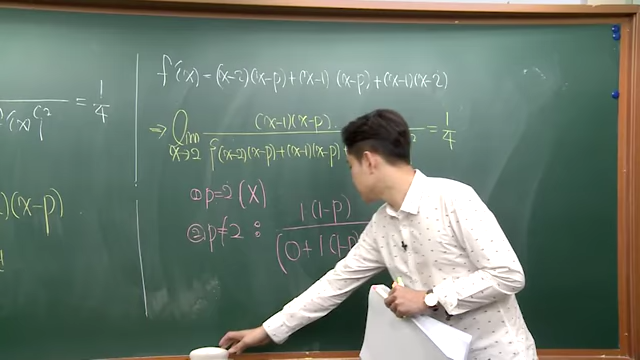 f'(x) = (x-2)(x-p)+(x-1)(x-p)+(x-1)(x-2)
= 1/4
⇒ lim x→2 (x-1)(x-p) / {(x-2)(x-p)+(x-1)(x-p)+ = 1/4
)(x-p)
① p=2 (X)
② p≠2 : 1(1-p) / (0+1(1-p)